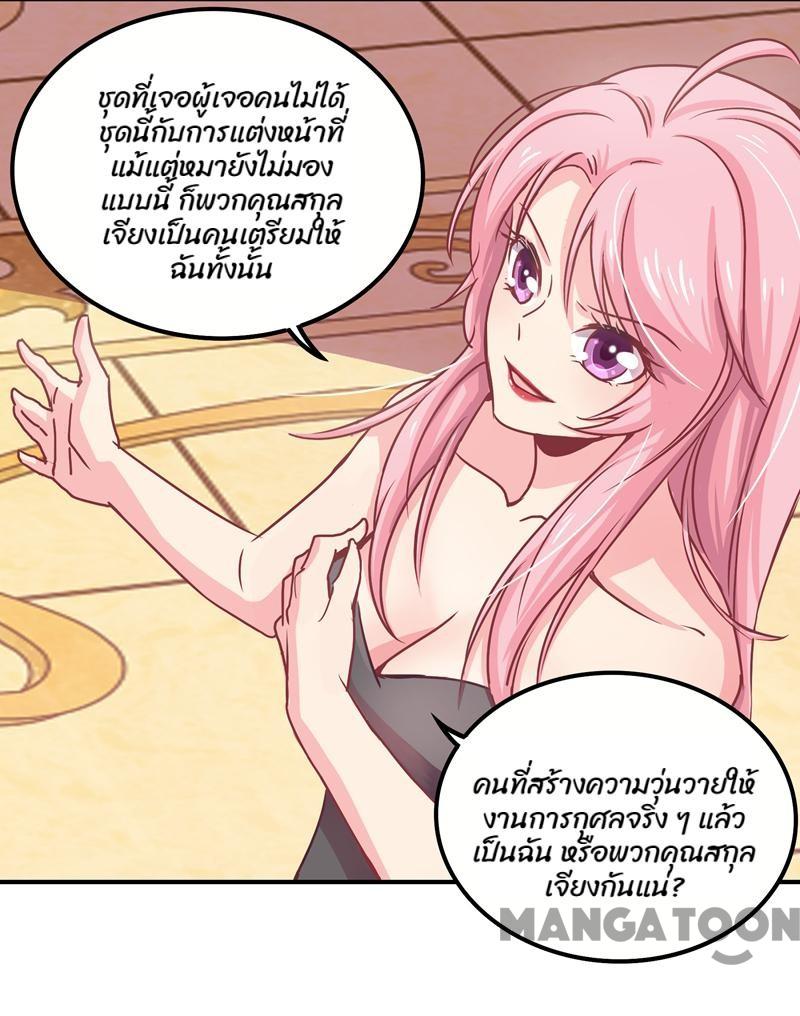 ชุดที่เจอผู้เจอคนไม่ได้
ชุดนี้กับการแต่งหน้าที่
แม้แต่หมายังไม่มอง
แบบนี้ ก็พวกคุณสกุล
เจียงเป็นคนเตรียมให้
ฉันทั้งนั้น
คนที่สร้างความวุ่นวายให้
งานการกุศลจริง ๆ แล้ว
เป็นฉัน หรือพวกคุณสกุล
เจียงกันแน่?
MANGATOON